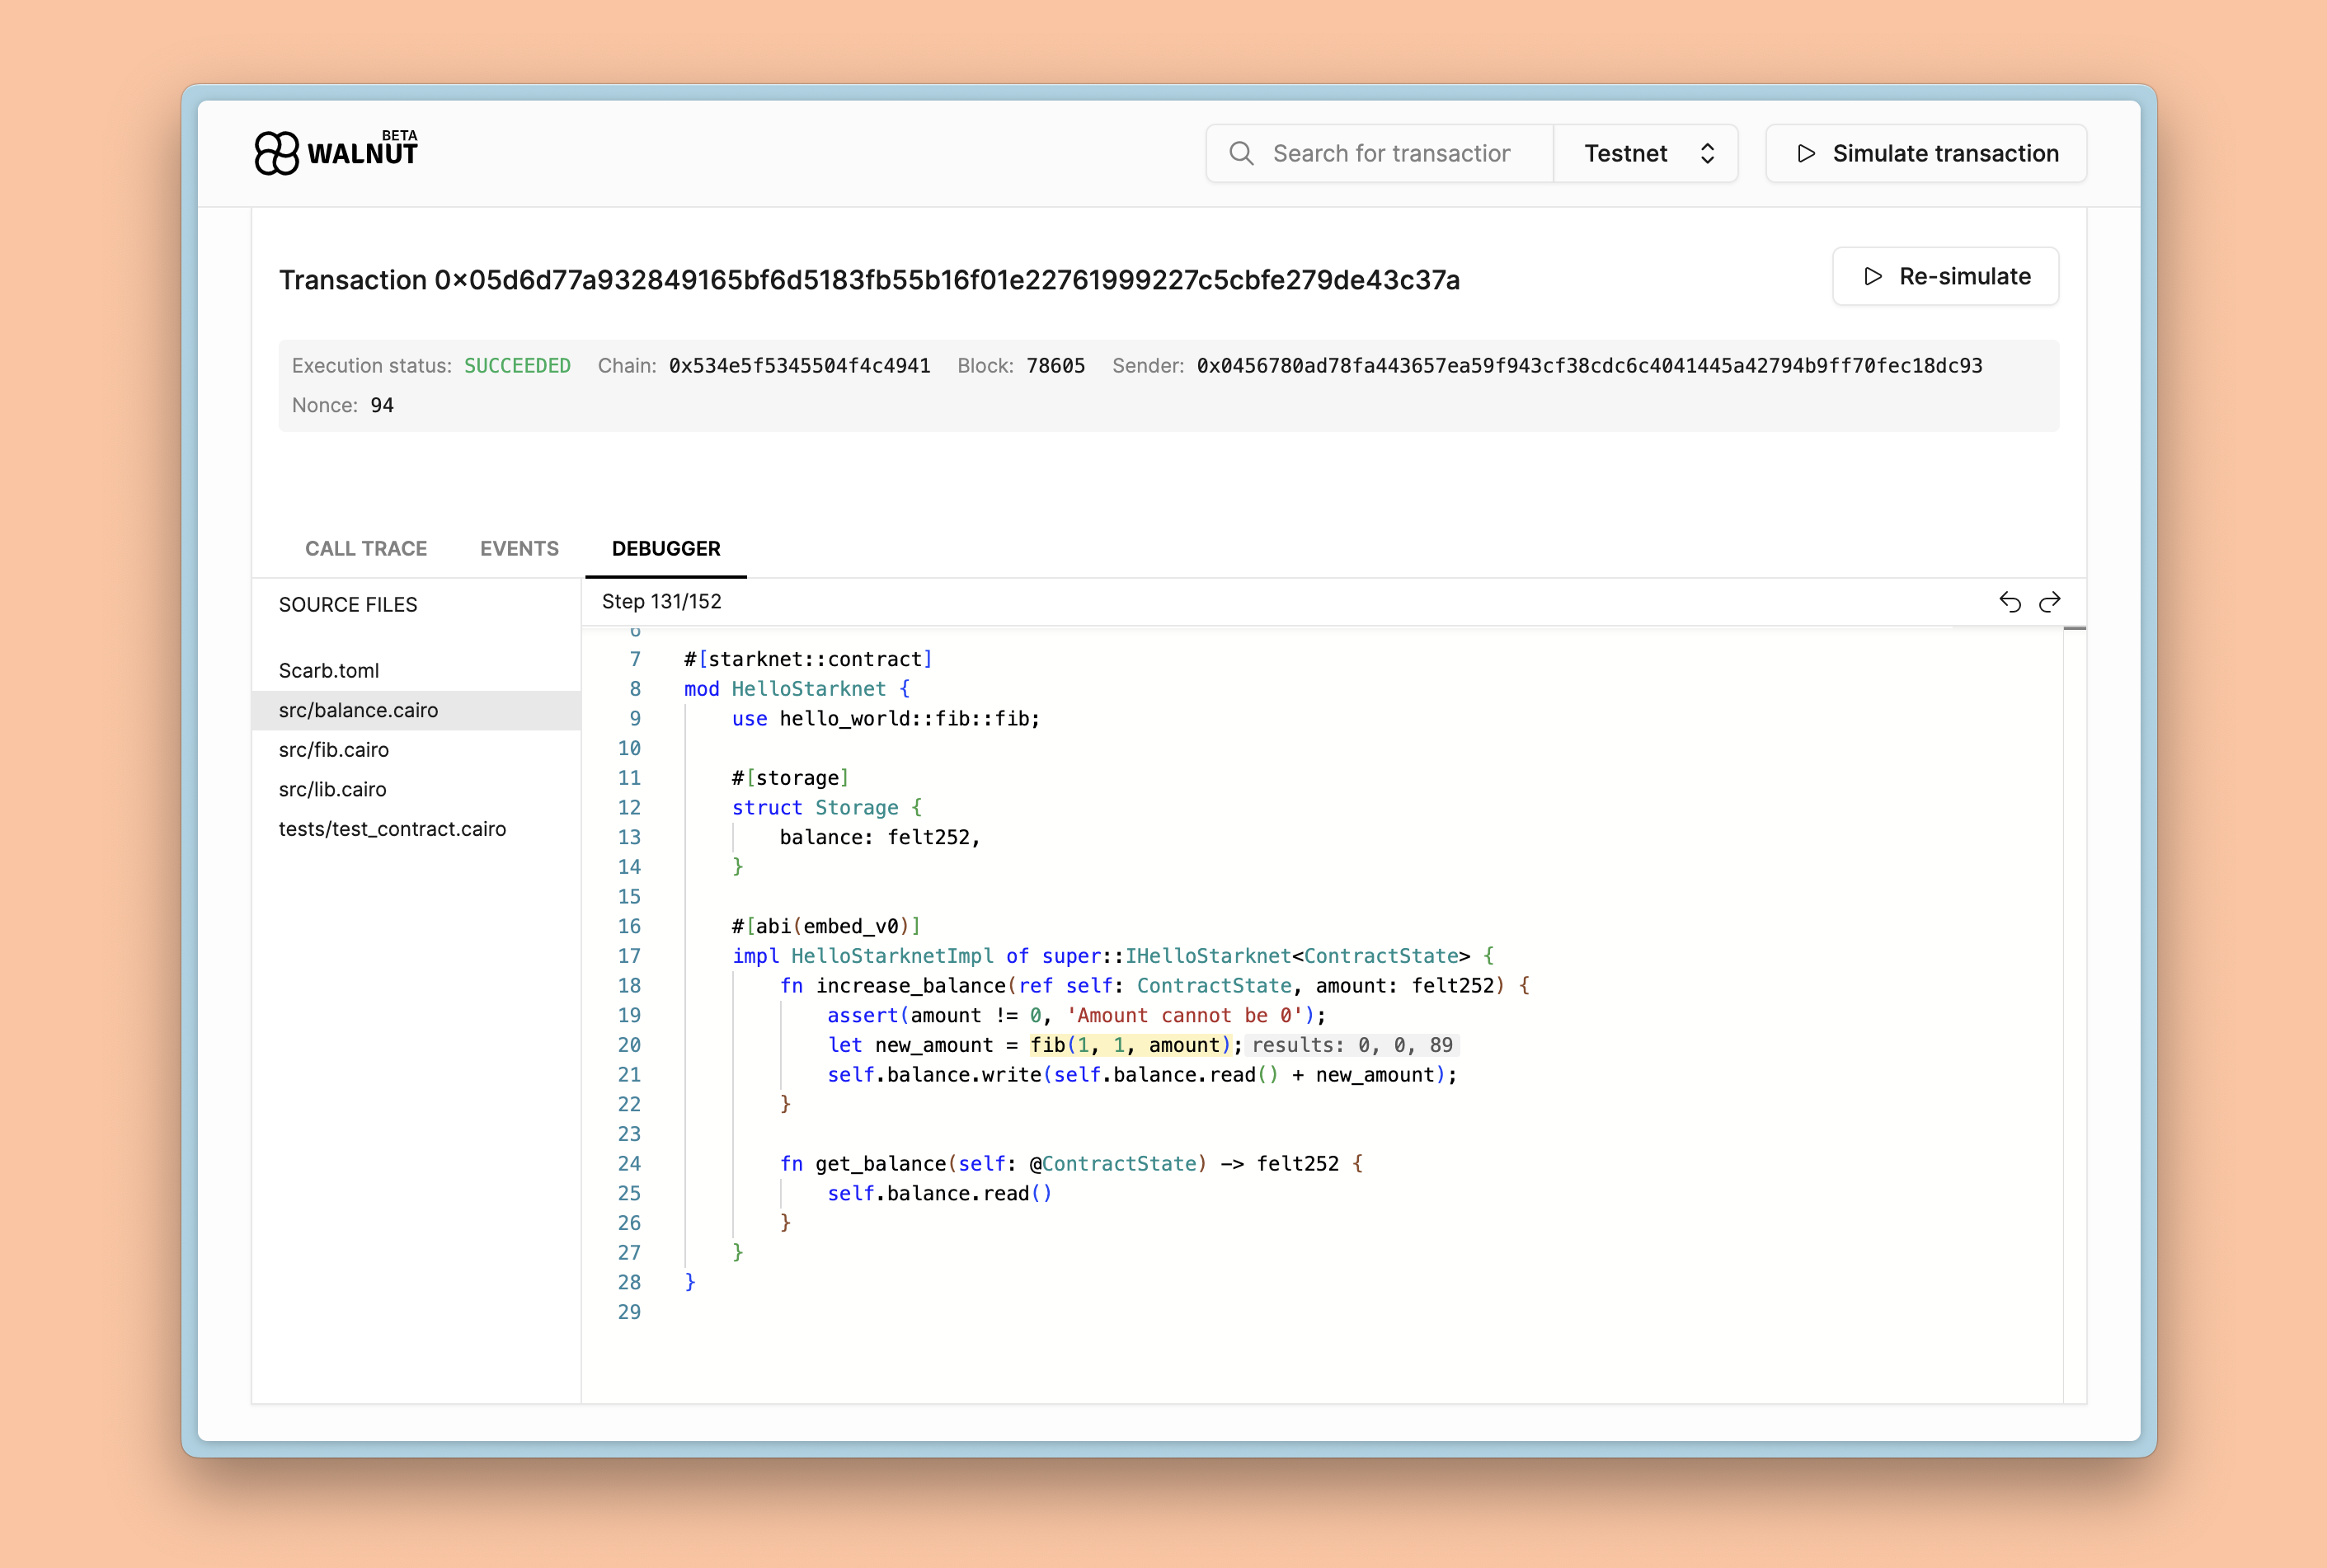 BETA
WALNUT
Search for transaction
Testnet
Simulate transaction
Transaction 0×05d6d77a932849165bf6d5183fb55b16f01e22761999227c5cbfe279de43c37a
Re-simulate
Execution status: SUCCEEDED Chain: 0x534e5f5345504f4c4941 Block: 78605 Sender: 0x0456780ad78fa443657ea59f943cf38cdc6c4041445a42794b9ff70fec18dc93
Nonce: 94
CALL TRACE EVENTS DEBUGGER
SOURCE FILES
Scarb.toml
src/balance.cairo
src/fib.cairo
src/lib.cairo
tests/test_contract.cairo
Step 131/152
6
7 #[starknet::contract]
8 mod HelloStarknet {
9     use hello_world::fib::fib;
10
11     #[storage]
12     struct Storage {
13         balance: felt252,
14     }
15
16     #[abi(embed_v0)]
17     impl HelloStarknetImpl of super::IHelloStarknet<ContractState> {
18         fn increase_balance(ref self: ContractState, amount: felt252) {
19             assert(amount != 0, 'Amount cannot be 0');
20             let new_amount = fib(1, 1, amount); results: 0, 0, 89
21             self.balance.write(self.balance.read() + new_amount);
22         }
23
24         fn get_balance(self: @ContractState) -> felt252 {
25             self.balance.read()
26         }
27     }
28 }
29